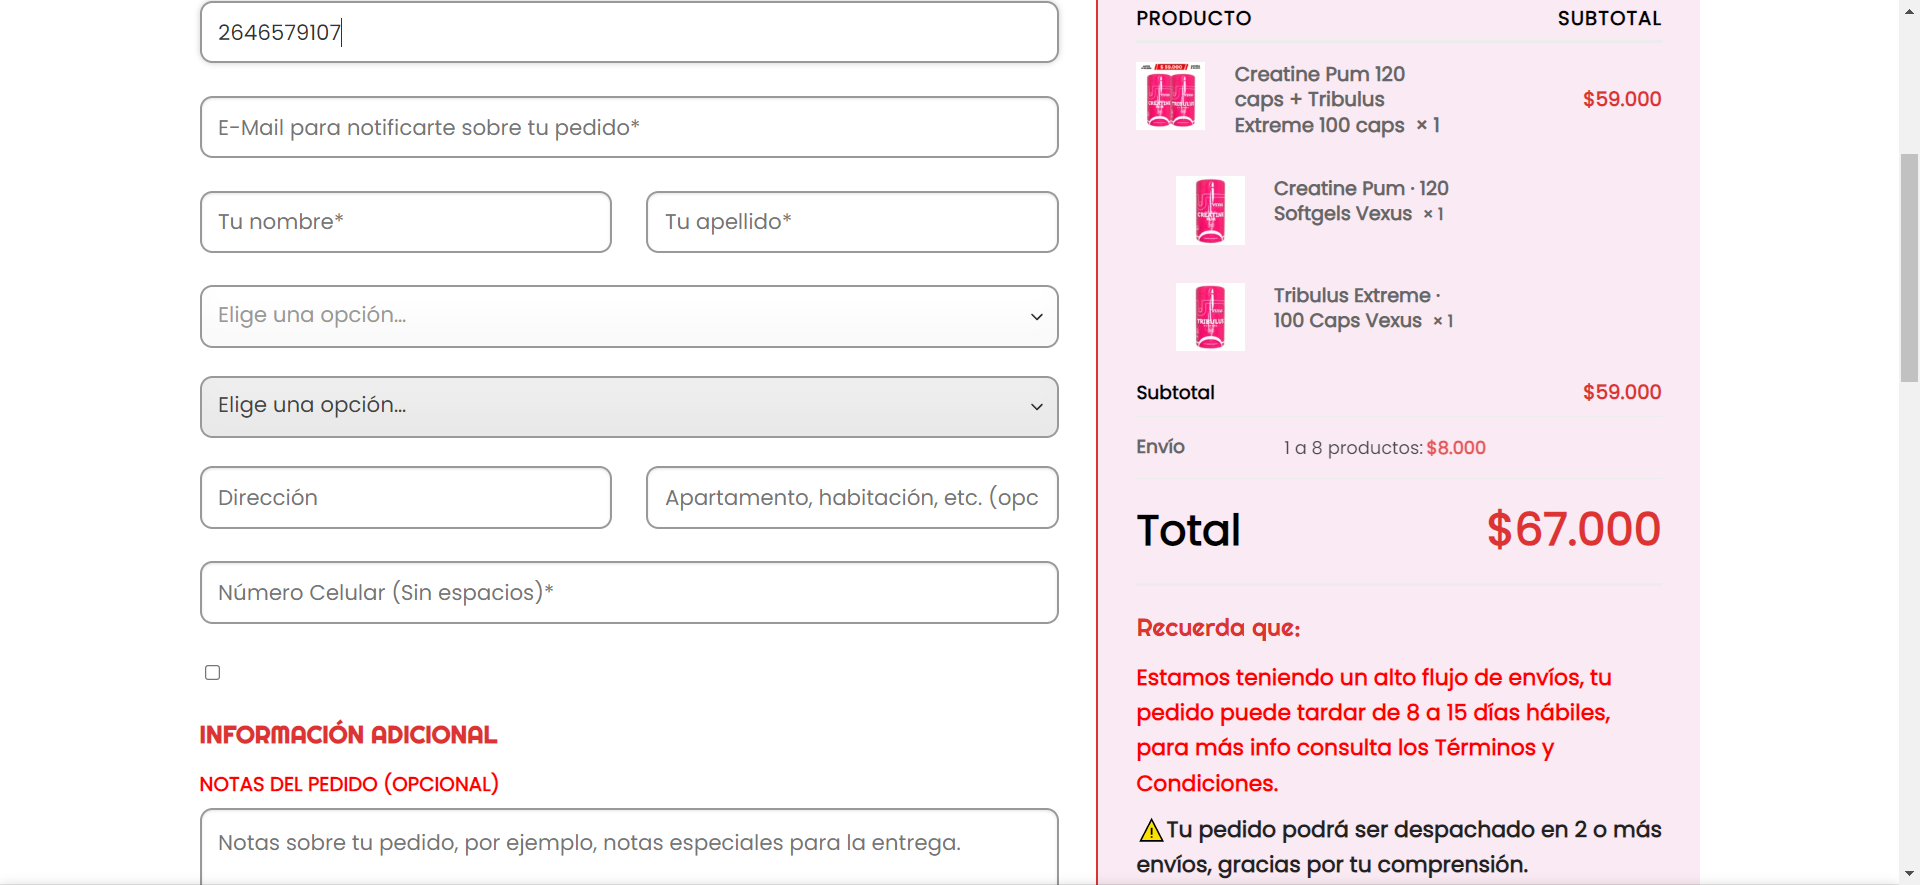 2646579107
E-Mail para notificarte sobre tu pedido*
Tu nombre*
Tu apellido*
Elige una opción...
Elige una opción...
Dirección
Apartamento, habitación, etc. (opc
Número Celular (Sin espacios)*
INFORMACIÓN ADICIONAL
NOTAS DEL PEDIDO (OPCIONAL)
Notas sobre tu pedido, por ejemplo, notas especiales para la entrega.
PRODUCTO SUBTOTAL
$ 59.000
CREATINE
TRIBULUS
Creatine Pum 120
caps + Tribulus
Extreme 100 caps × 1
$59.000
CREATINE
Creatine Pum · 120
Softgels Vexus × 1
TRIBULUS
Tribulus Extreme ·
100 Caps Vexus × 1
Subtotal $59.000
Envío 1 a 8 productos: $8.000
Total $67.000
Recuerda que:
Estamos teniendo un alto flujo de envíos, tu
pedido puede tardar de 8 a 15 días hábiles,
para más info consulta los Términos y
Condiciones.
⚠Tu pedido podrá ser despachado en 2 o más
envíos, gracias por tu comprensión.